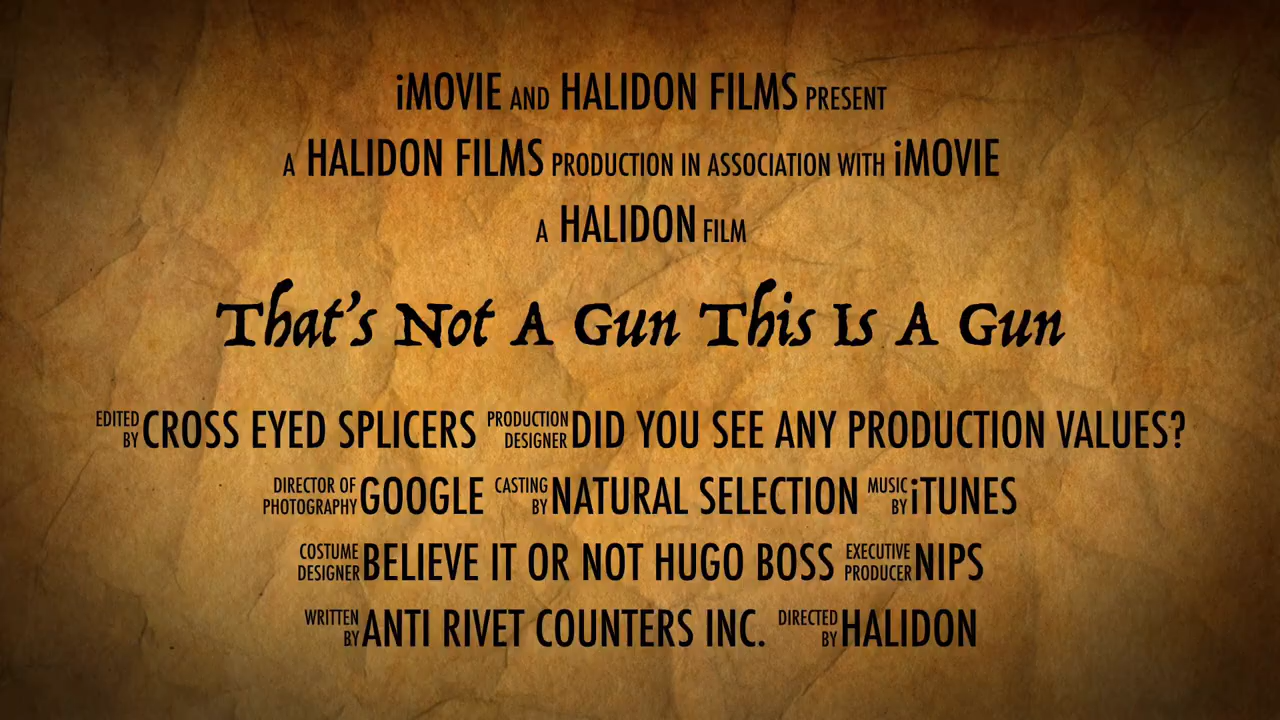 iMOVIE AND HALIDON FILMS PRESENT
A HALIDON FILMS PRODUCTION IN ASSOCIATION WITH iMOVIE
A HALIDON FILM
That's Not A Gun This Is A Gun
EDITED BY CROSS EYED SPLICERS PRODUCTION DESIGNER DID YOU SEE ANY PRODUCTION VALUES?
DIRECTOR OF PHOTOGRAPHY GOOGLE CASTING BY NATURAL SELECTION MUSIC BY iTUNES
COSTUME DESIGNER BELIEVE IT OR NOT HUGO BOSS EXECUTIVE PRODUCER NIPS
WRITTEN BY ANTI RIVET COUNTERS INC. DIRECTED BY HALIDON